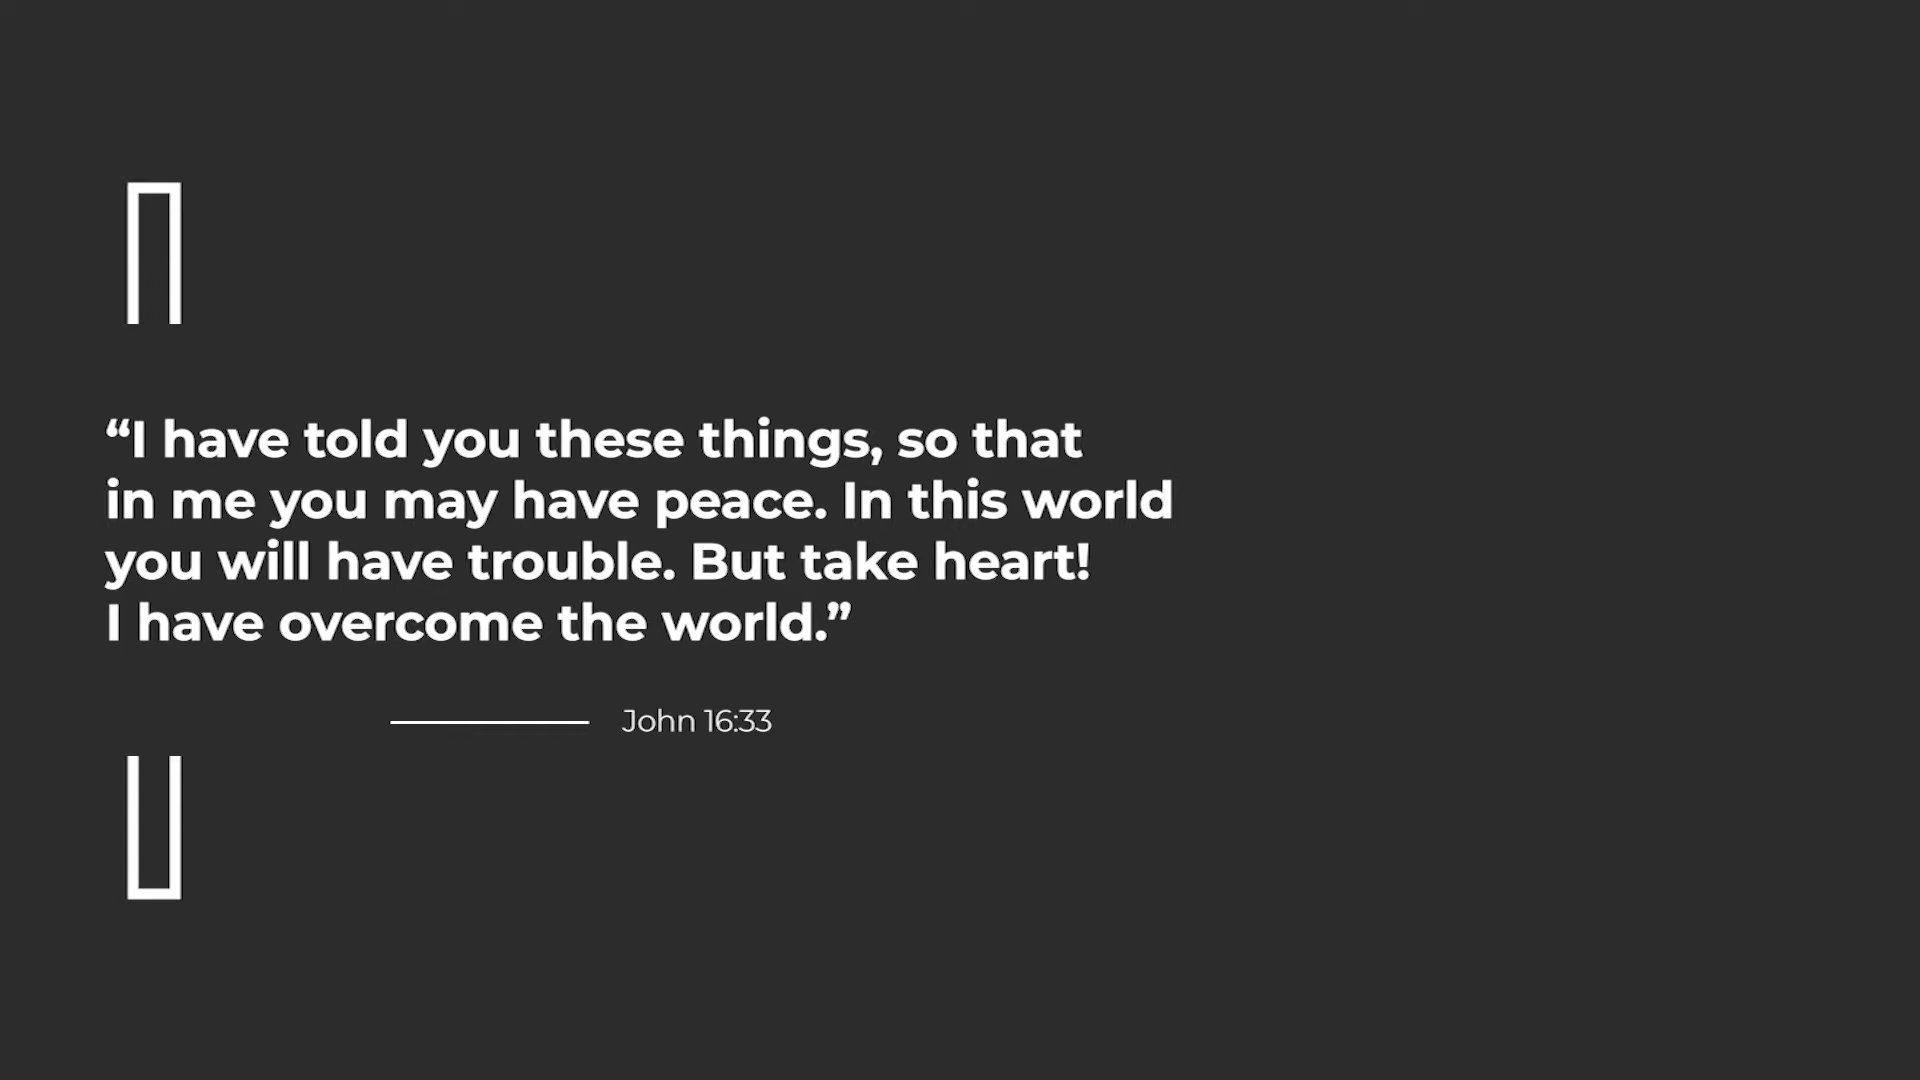 “I have told you these things, so that
in me you may have peace. In this world
you will have trouble. But take heart!
I have overcome the world.”
John 16:33